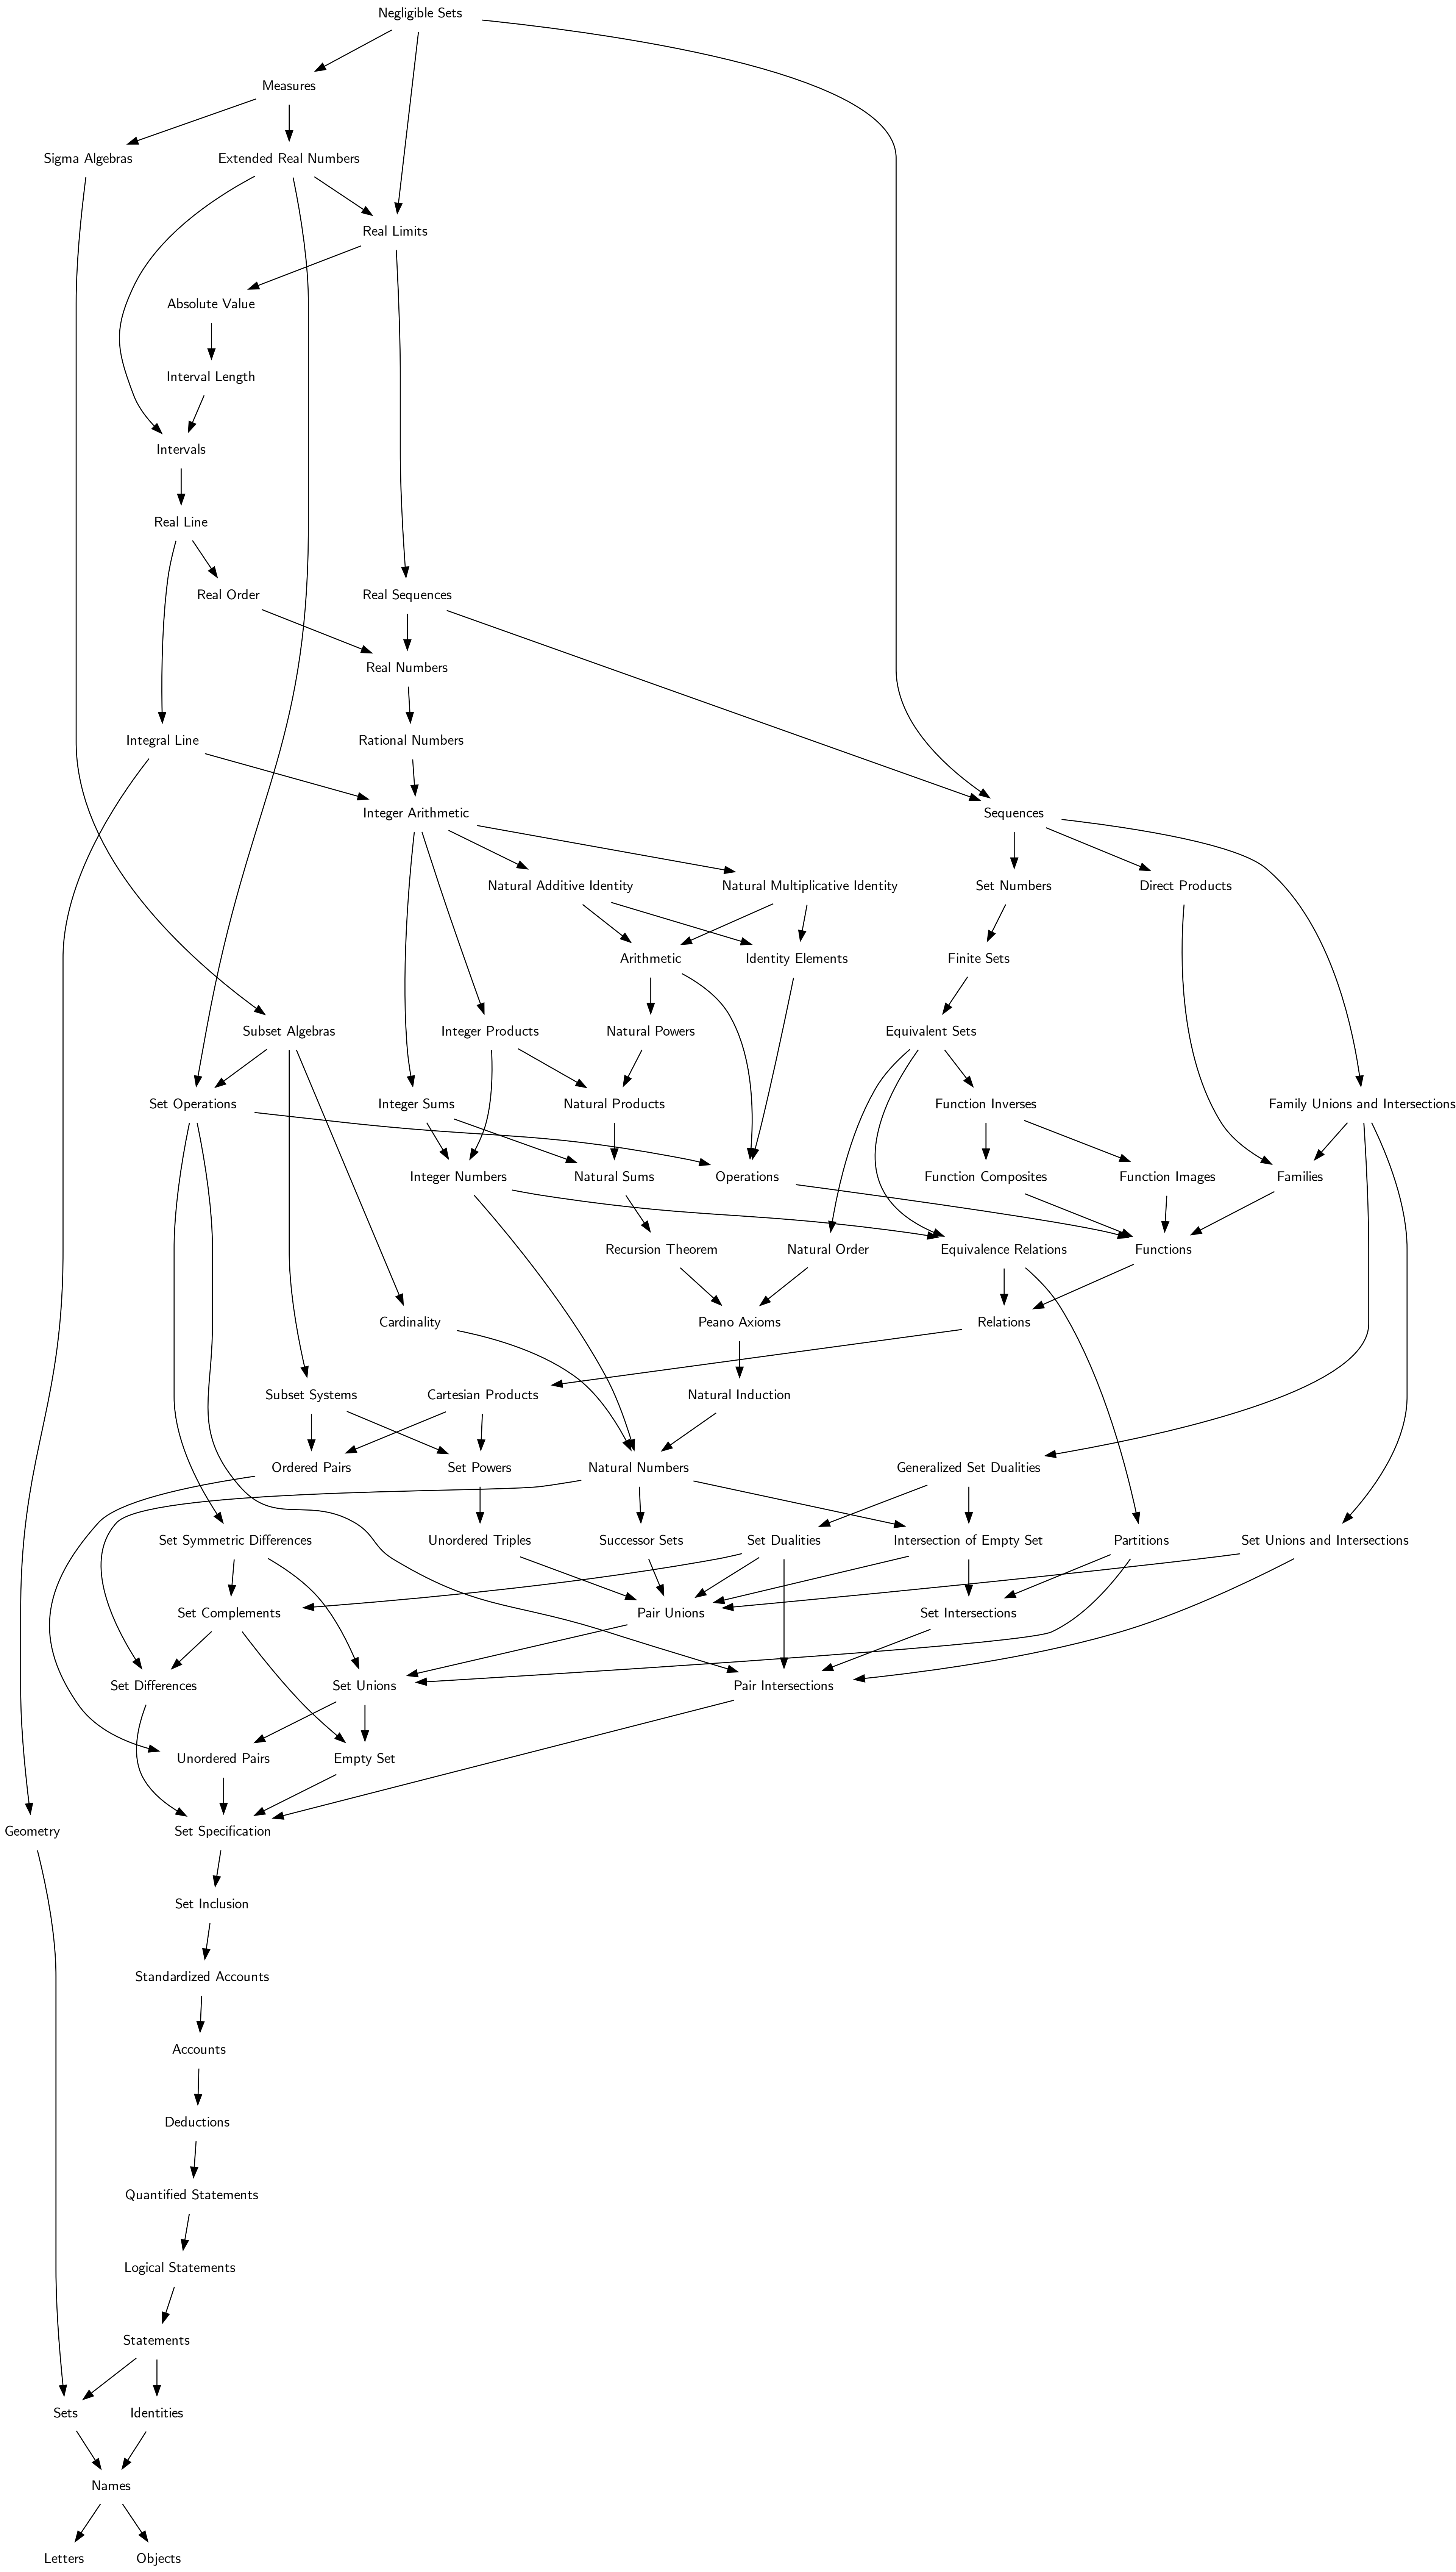 Negligible Sets
Measures
Sigma Algebras
Extended Real Numbers
Real Limits
Absolute Value
Interval Length
Intervals
Real Line
Real Order
Real Sequences
Real Numbers
Integral Line
Rational Numbers
Integer Arithmetic
Sequences
Natural Additive Identity
Natural Multiplicative Identity
Set Numbers
Direct Products
Arithmetic
Identity Elements
Finite Sets
Subset Algebras
Integer Products
Natural Powers
Equivalent Sets
Set Operations
Integer Sums
Natural Products
Function Inverses
Family Unions and Intersections
Integer Numbers
Natural Sums
Operations
Function Composites
Function Images
Families
Recursion Theorem
Natural Order
Equivalence Relations
Functions
Cardinality
Peano Axioms
Relations
Subset Systems
Cartesian Products
Natural Induction
Ordered Pairs
Set Powers
Natural Numbers
Generalized Set Dualities
Set Symmetric Differences
Unordered Triples
Successor Sets
Set Dualities
Intersection of Empty Set
Partitions
Set Unions and Intersections
Set Complements
Pair Unions
Set Intersections
Set Differences
Set Unions
Pair Intersections
Unordered Pairs
Empty Set
Geometry
Set Specification
Set Inclusion
Standardized Accounts
Accounts
Deductions
Quantified Statements
Logical Statements
Statements
Sets
Identities
Names
Letters
Objects